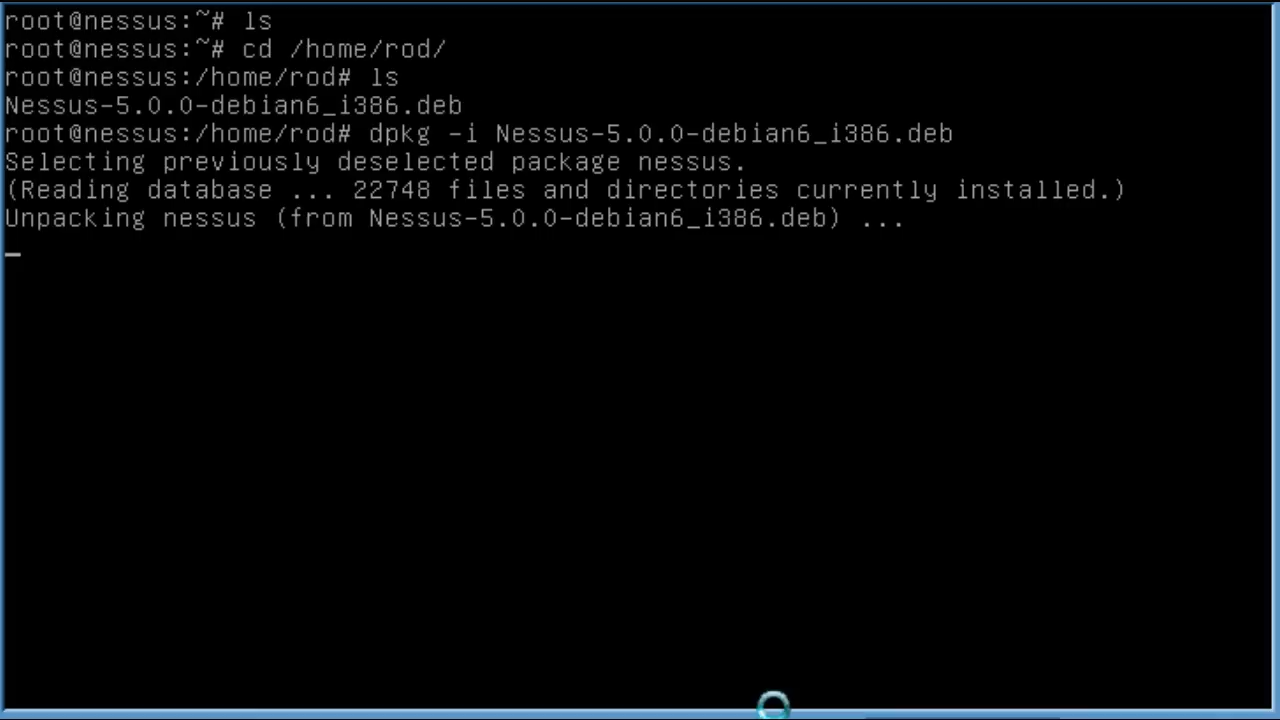 root@nessus:~# ls
root@nessus:~# cd /home/rod/
root@nessus:/home/rod# ls
Nessus-5.0.0-debian6_i386.deb
root@nessus:/home/rod# dpkg -i Nessus-5.0.0-debian6_i386.deb
Selecting previously deselected package nessus.
(Reading database ... 22748 files and directories currently installed.)
Unpacking nessus (from Nessus-5.0.0-debian6_i386.deb) ...